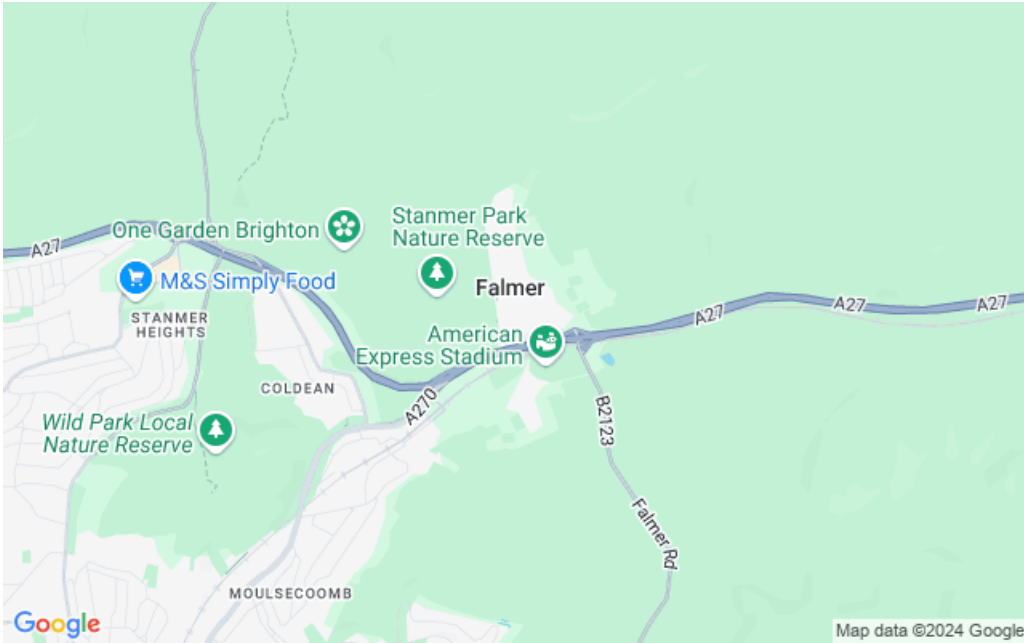 Stanmer Park
Nature Reserve
One Garden Brighton
A27
M&S Simply Food
Falmer
A27
A27
A27
STANMER
HEIGHTS
American
Express Stadium
COLDEAN
A270
B2123
Wild Park Local
Nature Reserve
Falmer Rd
MOULSECOOMB
Google
Map data ©2024 Google